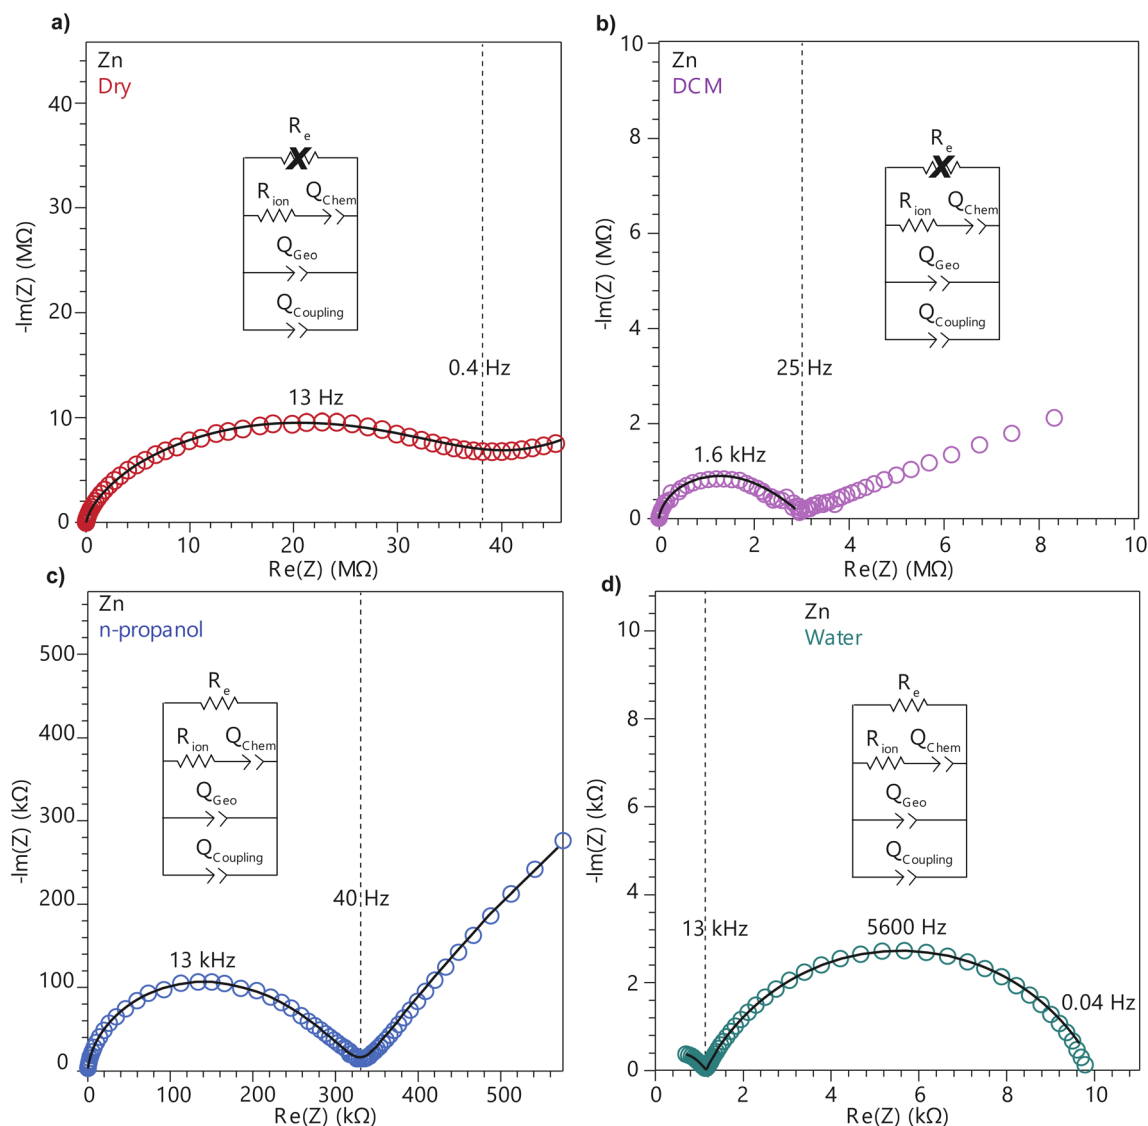 a)
Zn
Dry
40
30
20
10
0
-Im(Z) (MΩ)
R e
R ion Q Chem
Q Geo
Q Coupling
0.4 Hz
13 Hz
0 10 20 30 40
Re(Z) (MΩ)
b)
Zn
DCM
10
8
6
4
2
0
-Im(Z) (MΩ)
R e
R ion Q Chem
Q Geo
Q Coupling
25 Hz
1.6 kHz
0 2 4 6 8 10
Re(Z) (MΩ)
c)
Zn
n-propanol
500
400
300
200
100
0
-Im(Z) (kΩ)
R e
R ion Q Chem
Q Geo
Q Coupling
40 Hz
13 kHz
0 100 200 300 400 500
Re(Z) (kΩ)
d)
Zn
Water
10
8
6
4
2
0
-Im(Z) (kΩ)
R e
R ion Q Chem
Q Geo
Q Coupling
13 kHz
5600 Hz
0.04 Hz
0 2 4 6 8 10
Re(Z) (kΩ)